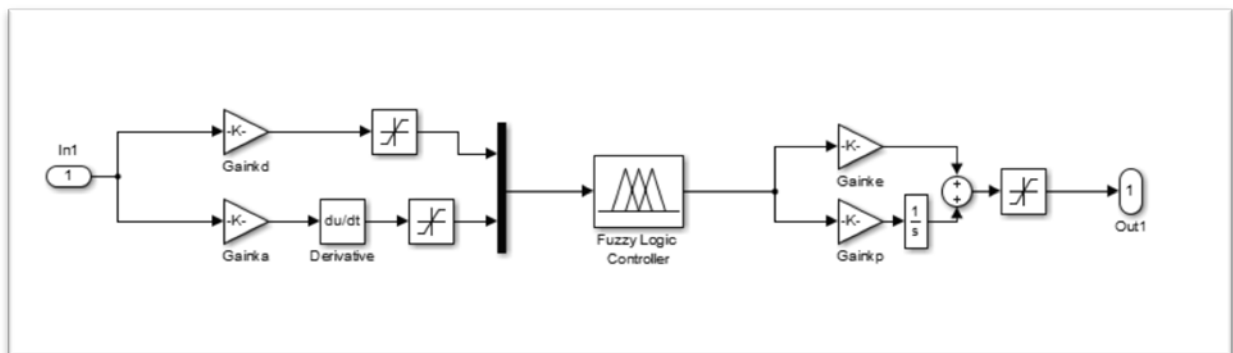 In1
1
-K-
Gainkd
-K-
Gainka
du/dt
Derivative
Fuzzy Logic
Controller
-K-
Gainke
-K-
Gainkp
1
s
+
+
1
Out1